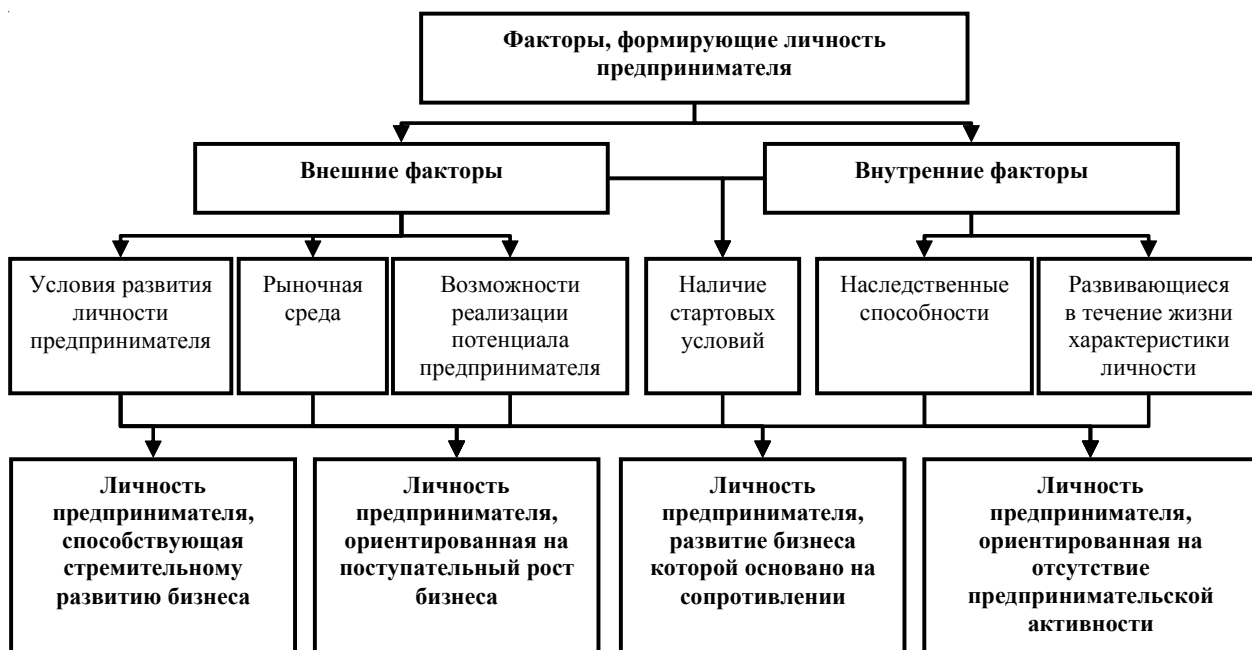 Факторы, формирующие личность
предпринимателя
Внешние факторы
Внутренние факторы
Условия развития
личности
предпринимателя
Рыночная
среда
Возможности
реализации
потенциала
предпринимателя
Наличие
стартовых
условий
Наследственные
способности
Развивающиеся
в течение жизни
характеристики
личности
Личность
предпринимателя,
способствующая
стремительному
развитию бизнеса
Личность
предпринимателя,
ориентированная на
поступательный рост
бизнеса
Личность
предпринимателя,
развитие бизнеса
которой основано на
сопротивлении
Личность
предпринимателя,
ориентированная на
отсутствие
предпринимательской
активности